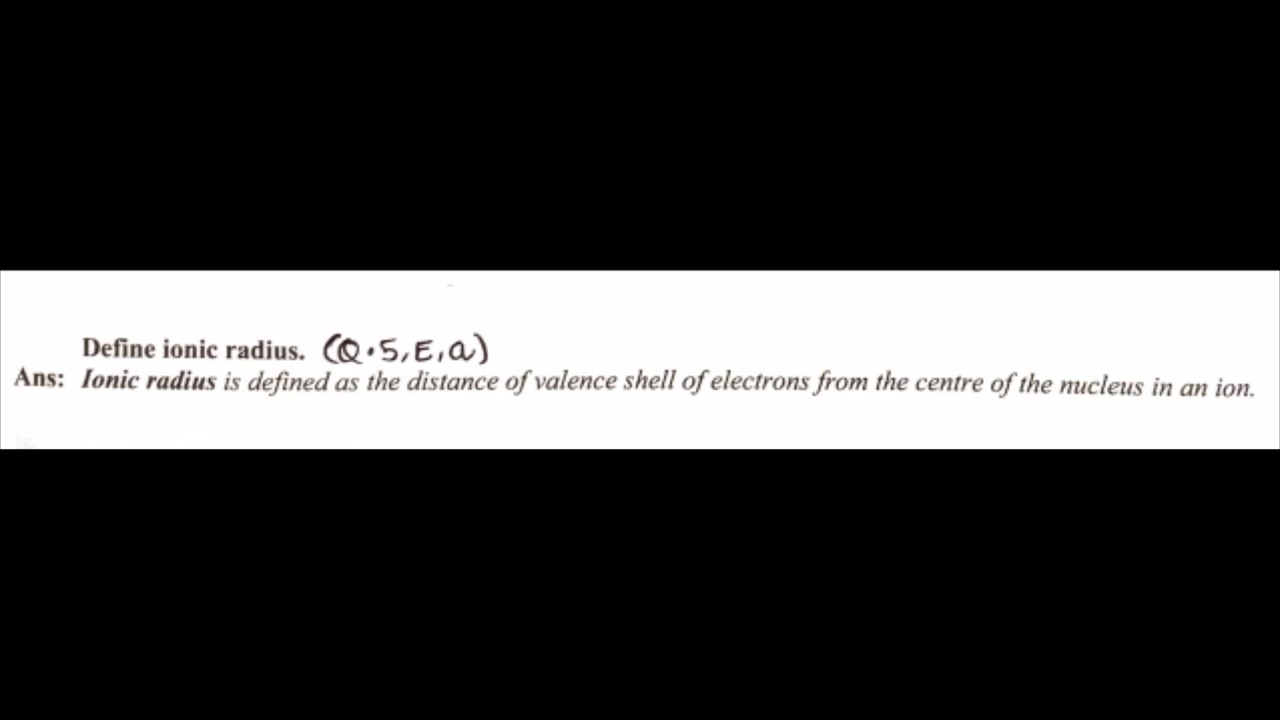 Define ionic radius. (Q.5,E,a)
Ans: Ionic radius is defined as the distance of valence shell of electrons from the centre of the nucleus in an ion.